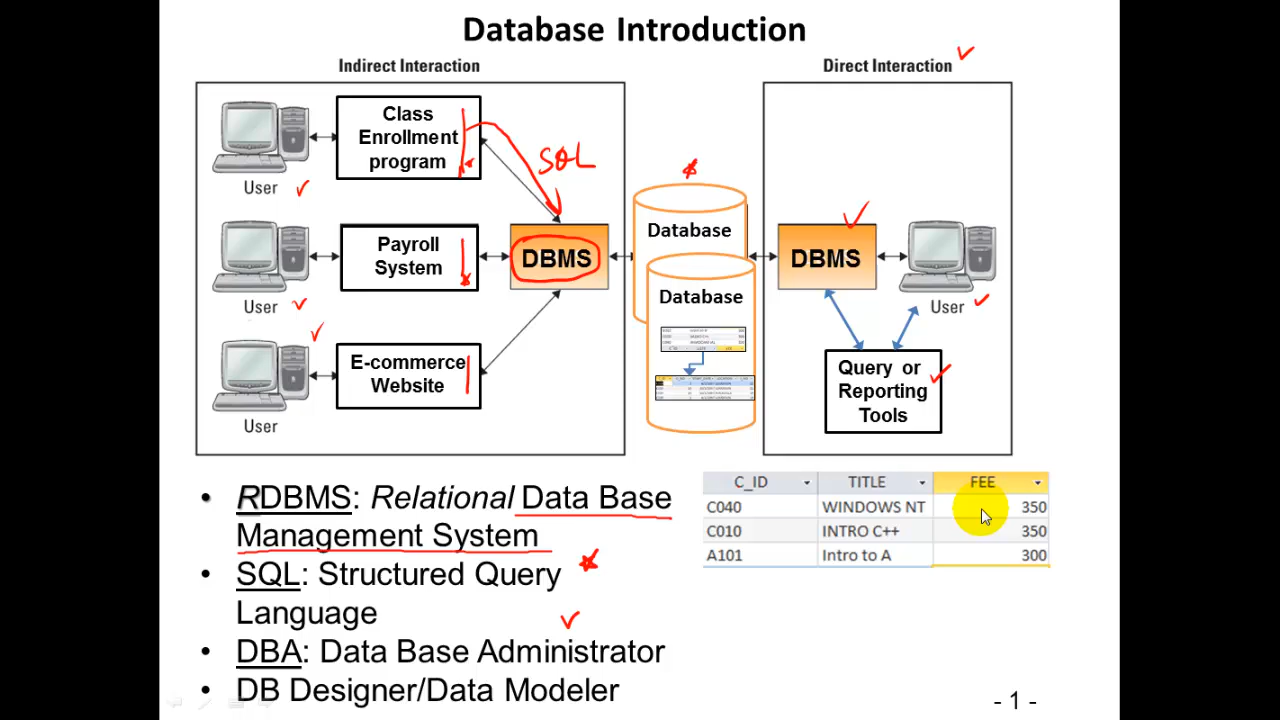 Database Introduction
Indirect Interaction
Direct Interaction
Class
Enrollment
program
User
SQL
Payroll
System
User
DBMS
E-commerce
Website
User
Database
Database
DBMS
User
Query or
Reporting
Tools
• RDBMS: Relational Data Base
Management System
• SQL: Structured Query
Language
• DBA: Data Base Administrator
• DB Designer/Data Modeler
C_ID TITLE FEE
C040 WINDOWS NT 350
C010 INTRO C++ 350
A101 Intro to A 300
- 1 -